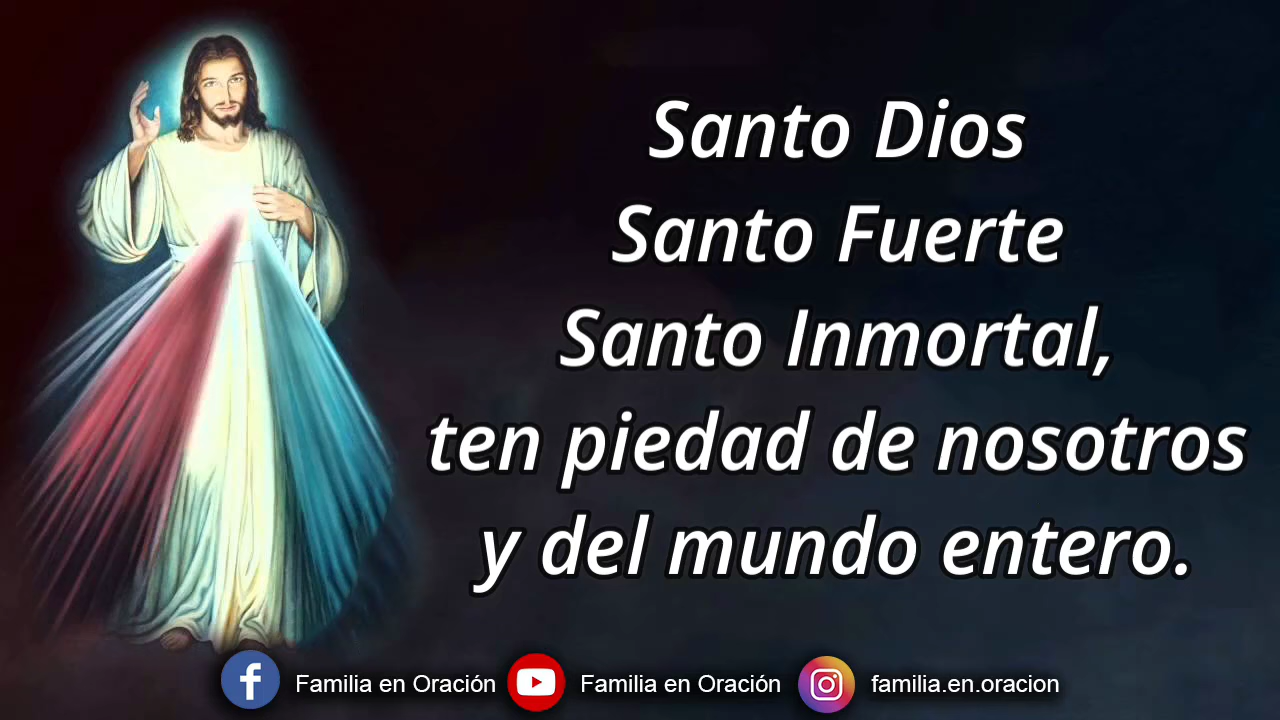 Santo Dios
Santo Fuerte
Santo Inmortal,
ten piedad de nosotros
y del mundo entero.
Familia en Oración Familia en Oración familia.en.oracion